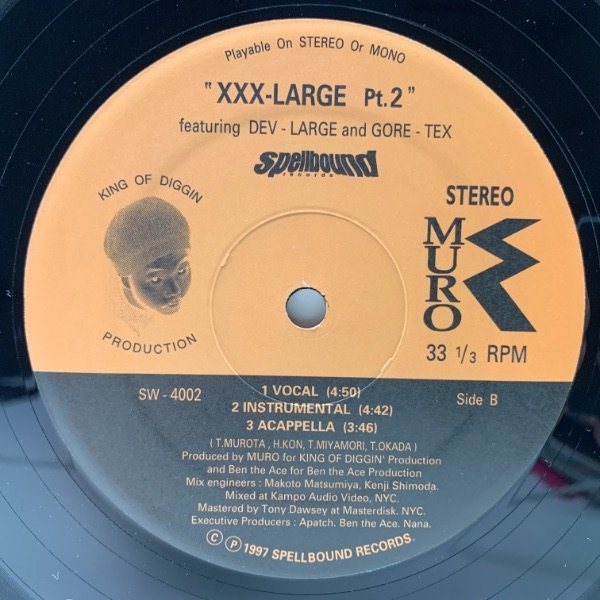 Playable On STEREO Or MONO
"XXX-LARGE Pt.2"
featuring DEV - LARGE and GORE - TEX
spellbound
records
KING OF DIGGIN
PRODUCTION
STEREO
MURO
33 1/3 RPM
SW - 4002
Side B
1 VOCAL (4:50)
2 INSTRUMENTAL (4:42)
3 ACAPPELLA (3:46)
( T.MUROTA , H.KON, T.MIYAMORI, T.OKADA )
Produced by MURO for KING OF DIGGIN' Production
and Ben the Ace for Ben the Ace Production
Mix engineers : Makoto Matsumiya, Kenji Shimoda.
Mixed at Kampo Audio Video, NYC.
Mastered by Tony Dawsey at Masterdisk. NYC.
Executive Producers : Apatch. Ben the Ace. Nana.
Ⓒ Ⓟ 1997 SPELLBOUND RECORDS.